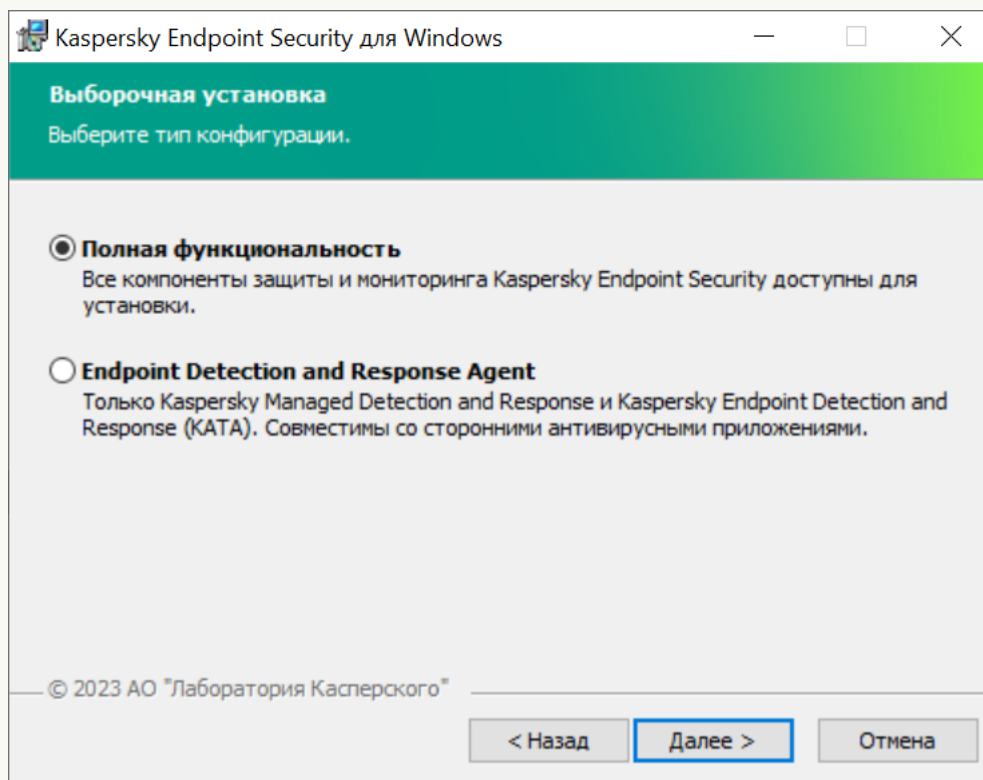 Kaspersky Endpoint Security для Windows
Выборочная установка
Выберите тип конфигурации.
Полная функциональность
Все компоненты защиты и мониторинга Kaspersky Endpoint Security доступны для
установки.
Endpoint Detection and Response Agent
Только Kaspersky Managed Detection and Response и Kaspersky Endpoint Detection and
Response (KATA). Совместимы со сторонними антивирусными приложениями.
© 2023 АО "Лаборатория Касперского"
< Назад
Далее >
Отмена